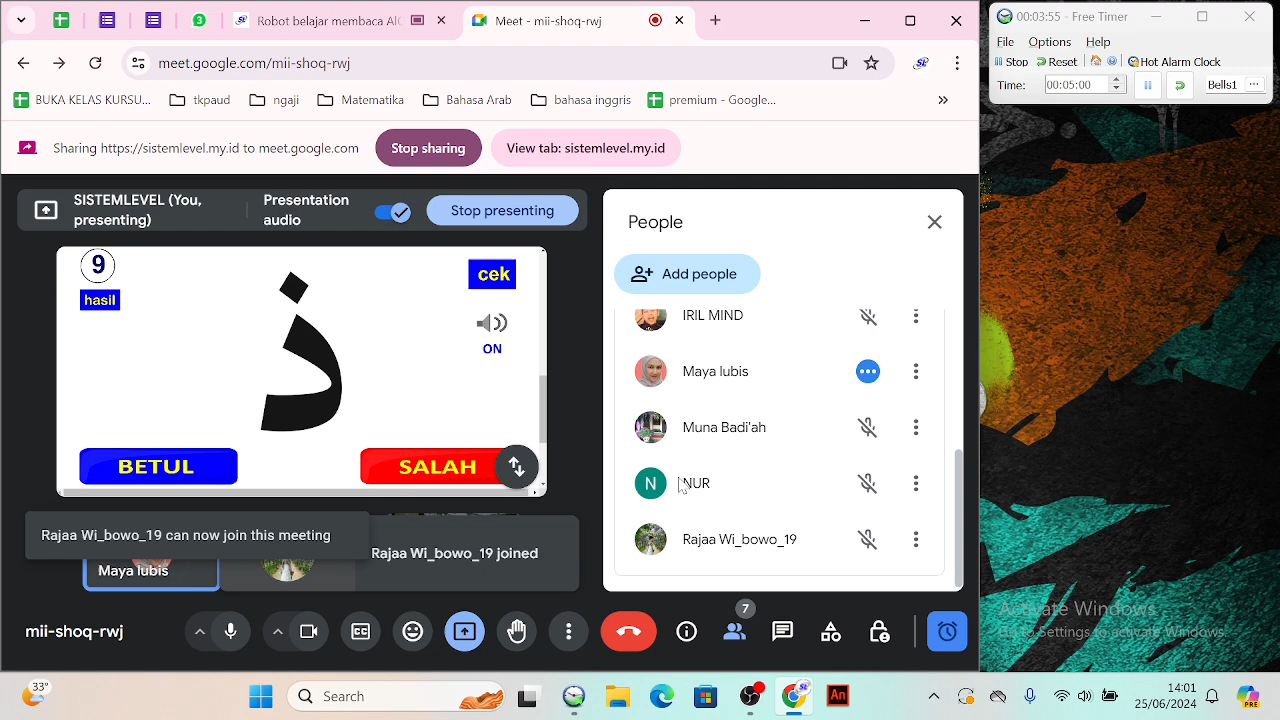 3
Robot belajar membaca AlC
Meet - mii-shoq-rwj
meet.google.com/mii-shoq-rwj
BUKA KELAS KURSU...
tkpaud
ngaji
Matematika
Bahasa Arab
bahasa inggris
premium - Google...
Sharing https://sistemlevel.my.id to meet.google.com
Stop sharing
View tab: sistemlevel.my.id
SISTEMLEVEL (You, presenting)
Presentation audio
Stop presenting
9
hasil
cek
ON
ذ
BETUL
SALAH
Rajaa Wi_bowo_19 can now join this meeting
Rajaa Wi_bowo_19 joined
Maya lubis
People
Add people
IRIL MIND
Maya lubis
Muna Badi'ah
N
NUR
Rajaa Wi_bowo_19
mii-shoq-rwj
7
00:03:55 - Free Timer
File Options Help
Stop Reset Hot Alarm Clock
Time: 00:05:00 Bells1 ...
Activate Windows
Go to Settings to activate Windows.
33°
Search
An
14:01
25/06/2024
PRE